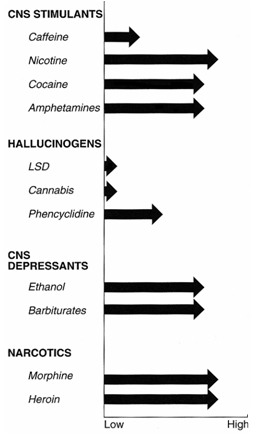 CNS STIMULANTS
Caffeine
Nicotine
Cocaine
Amphetamines
HALLUCINOGENS
LSD
Cannabis
Phencyclidine
CNS
DEPRESSANTS
Ethanol
Barbiturates
NARCOTICS
Morphine
Heroin
Low High